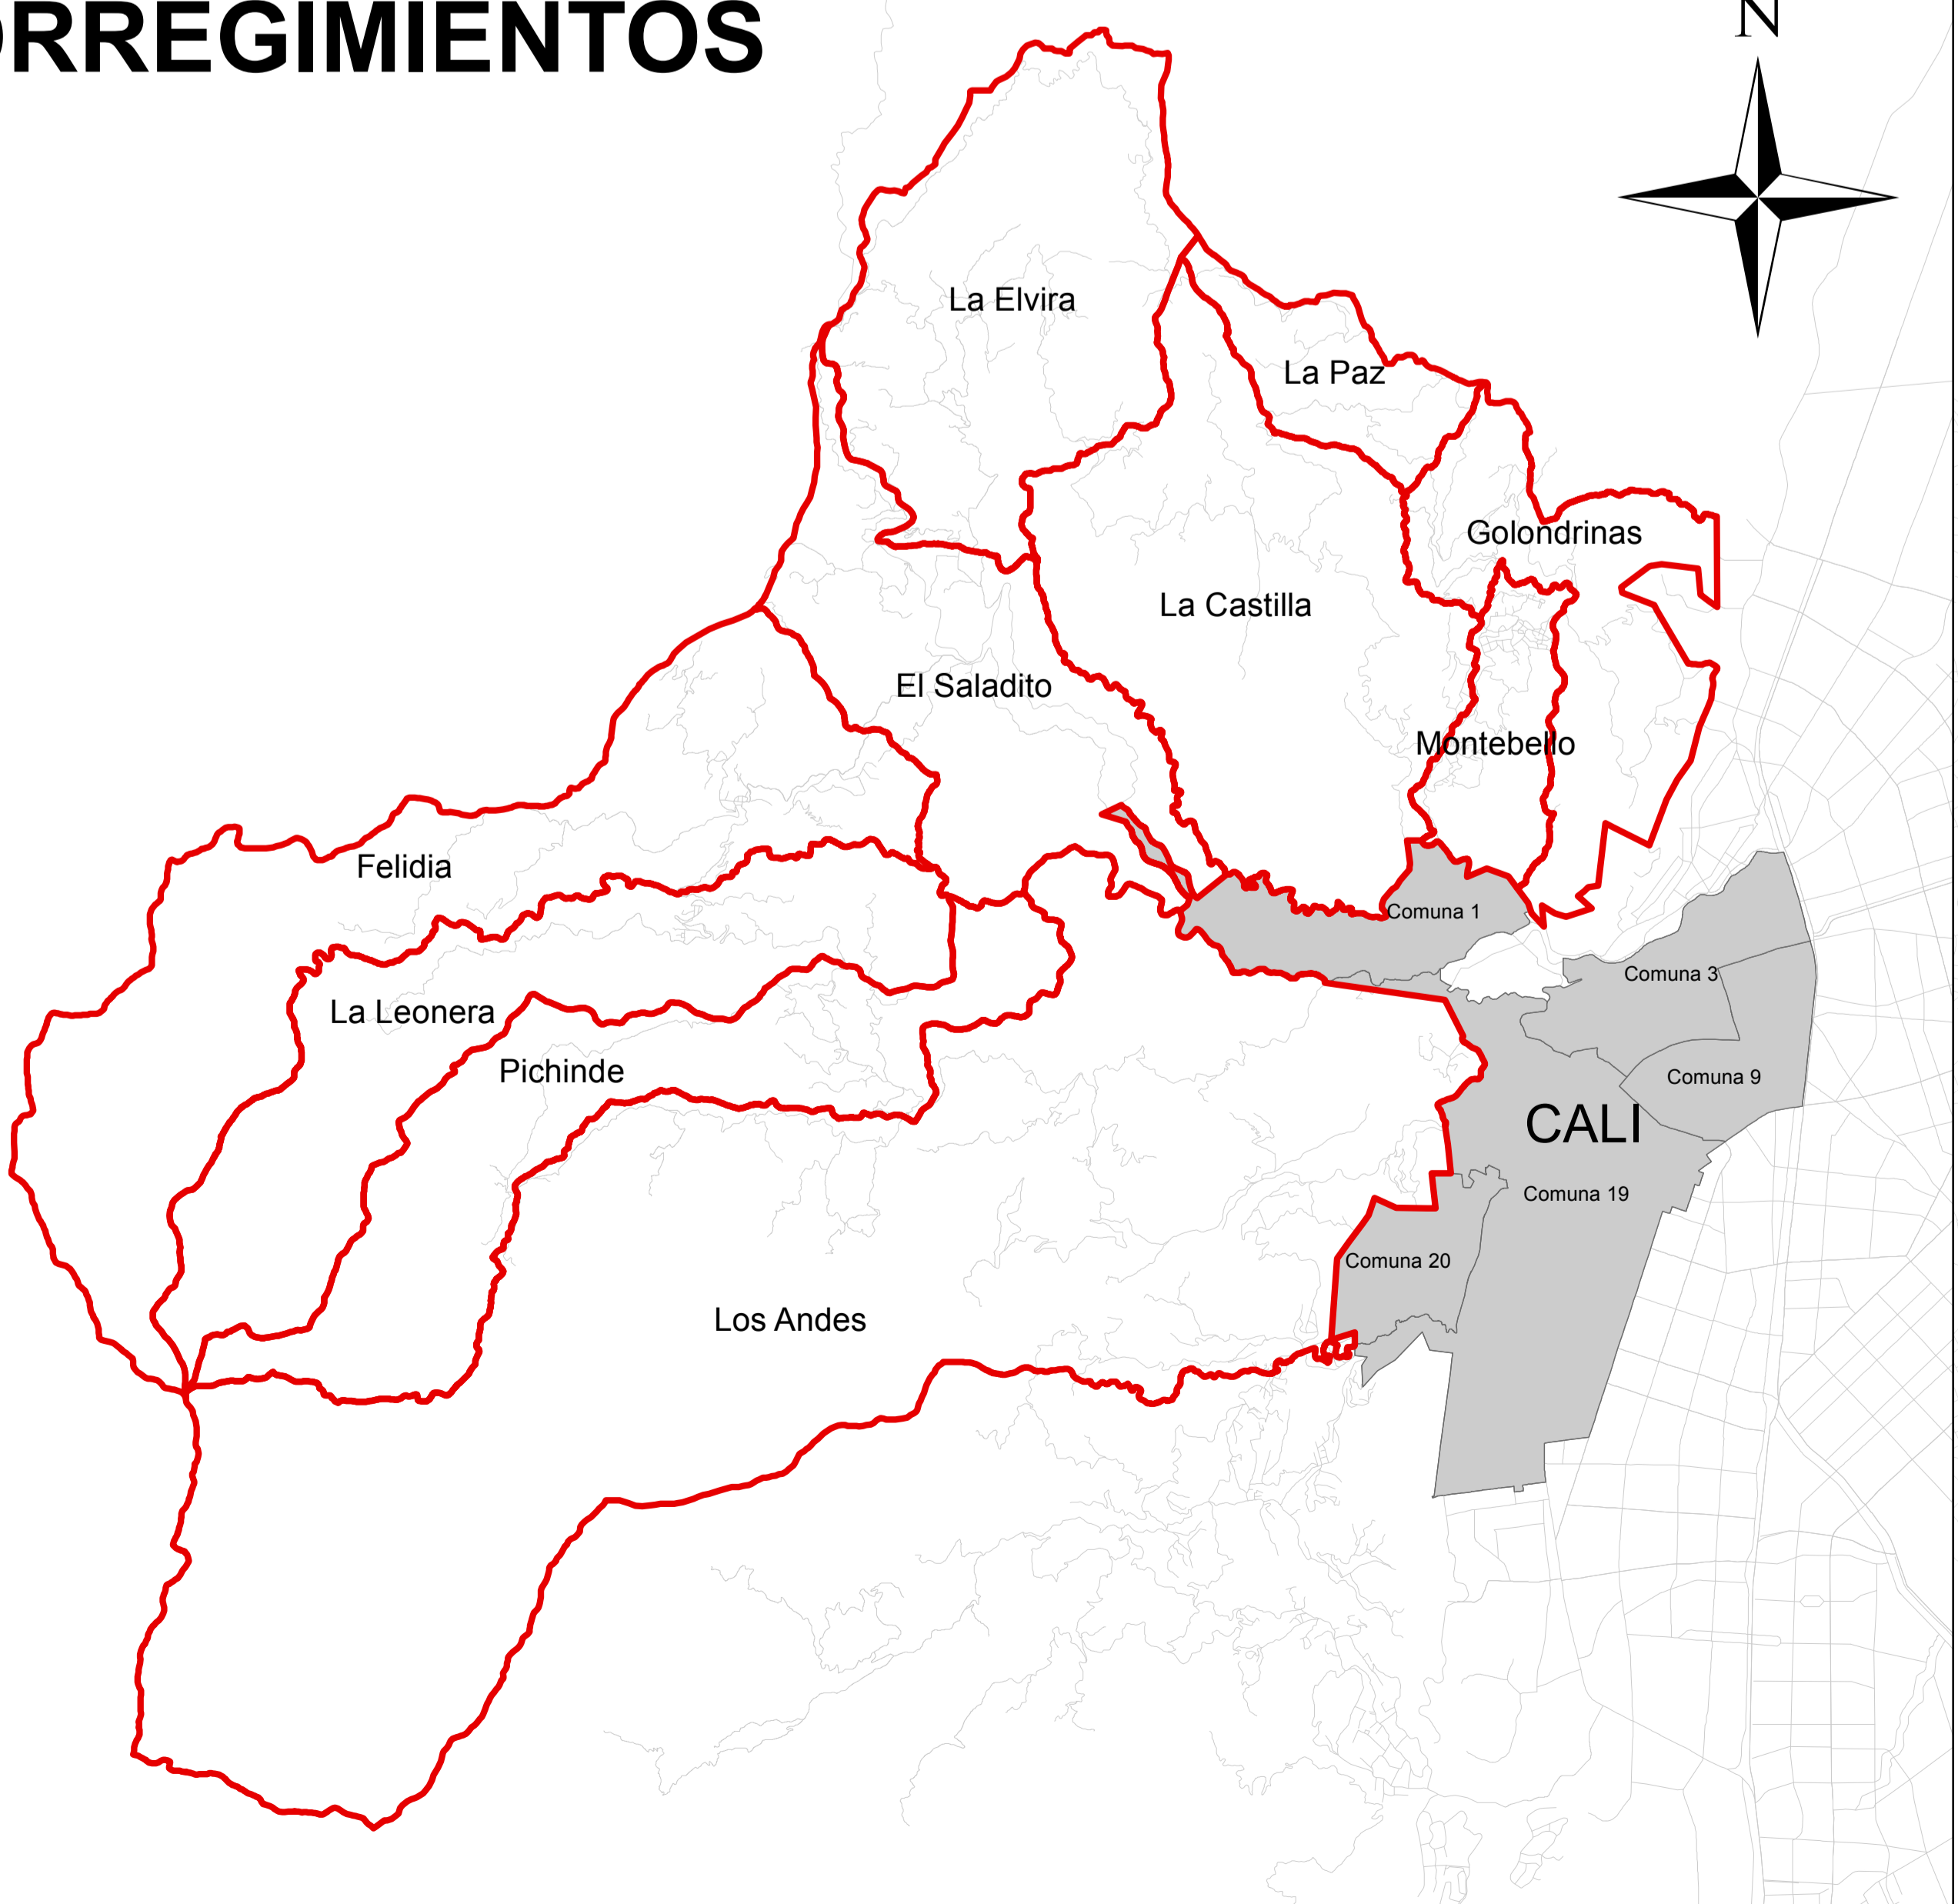 ORREGIMIENTOS
N
La Elvira
La Paz
Golondrinas
La Castilla
El Saladito
Montebello
Felidia
Comuna 1
Comuna 3
La Leonera
Pichinde
Comuna 9
CALI
Comuna 19
Comuna 20
Los Andes